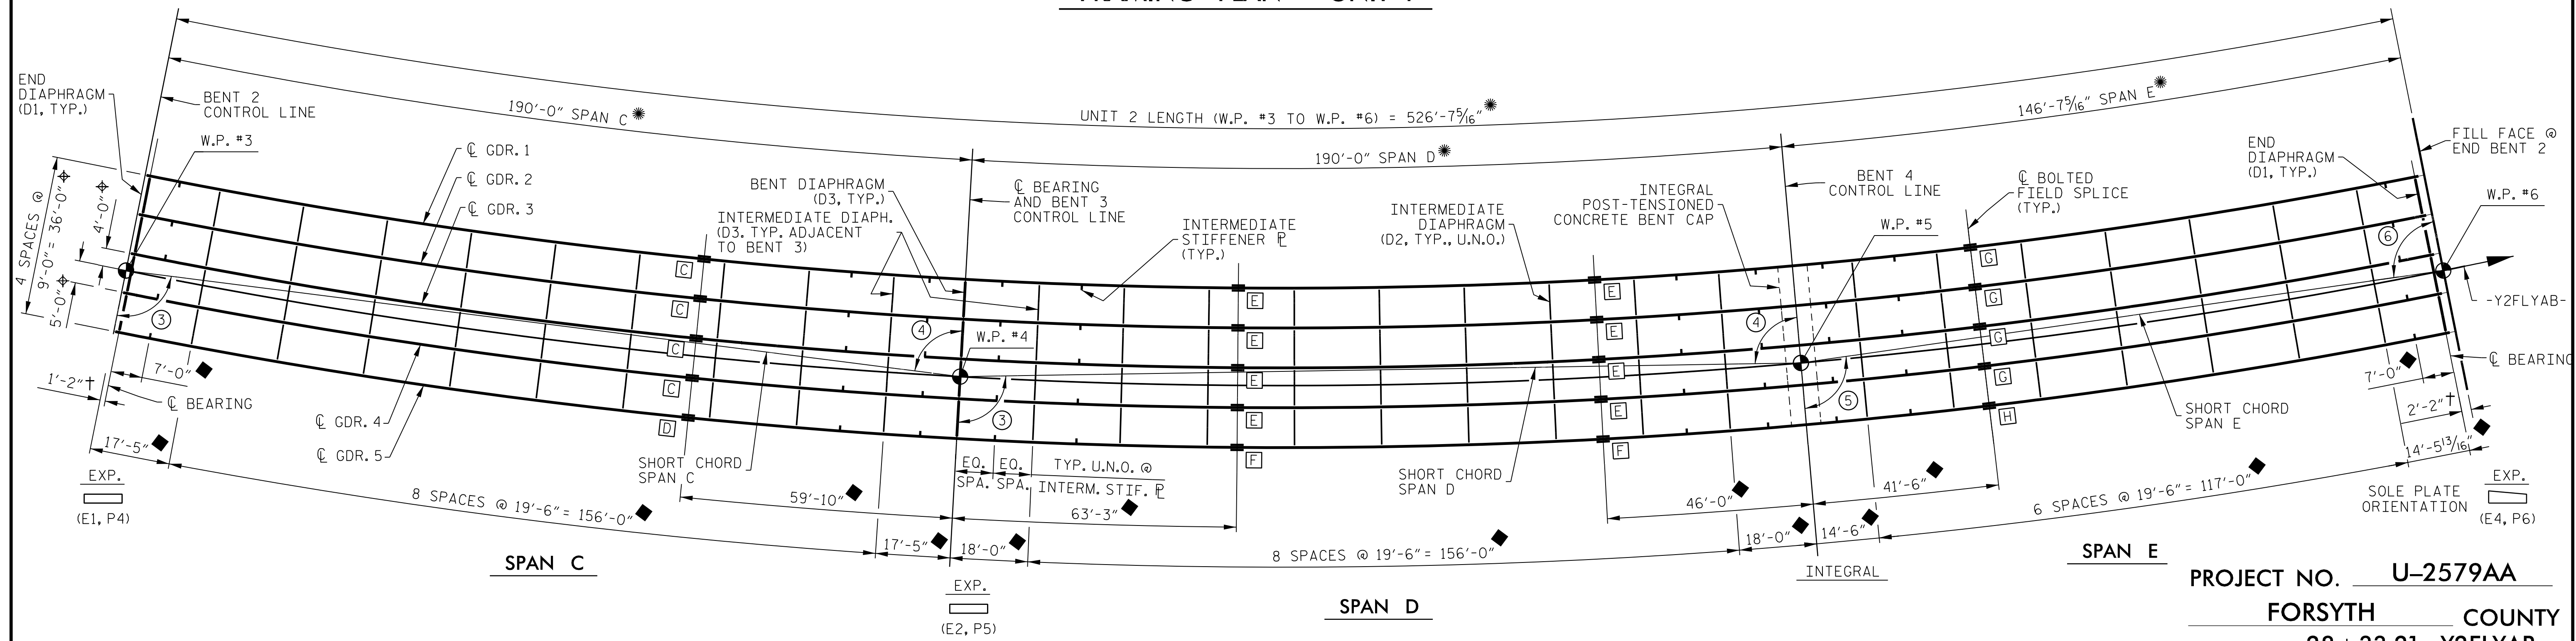 END
DIAPHRAGM
(D1, TYP.)
BENT 2
CONTROL LINE
W.P. #3
190'-0" SPAN C
UNIT 2 LENGTH (W.P. #3 TO W.P. #6) = 526'-7 5/16"
190'-0" SPAN D
146'-7 5/16" SPAN E
4 SPACES @
9'-0" = 36'-0"
4'-0"
5'-0"
℄ GDR. 1
℄ GDR. 2
℄ GDR. 3
BENT DIAPHRAGM
(D3, TYP.)
INTERMEDIATE DIAPH.
(D3. TYP. ADJACENT
TO BENT 3)
℄ BEARING
AND BENT 3
CONTROL LINE
INTERMEDIATE
STIFFENER ⅊
(TYP.)
INTERMEDIATE
DIAPHRAGM
(D2, TYP., U.N.O.)
INTEGRAL
POST-TENSIONED
CONCRETE BENT CAP
BENT 4
CONTROL LINE
W.P. #5
℄ BOLTED
FIELD SPLICE
(TYP.)
END
DIAPHRAGM
(D1, TYP.)
FILL FACE @
END BENT 2
W.P. #6
-Y2FLYAB-
C
C
C
C
D
E
E
E
E
F
E
E
E
E
F
G
G
G
G
H
3
4
W.P. #4
3
4
5
6
1'-2" †
7'-0"
℄ BEARING
17'-5"
EXP.
(E1, P4)
℄ GDR. 4
℄ GDR. 5
8 SPACES @ 19'-6" = 156'-0"
SHORT CHORD
SPAN C
59'-10"
17'-5"
EQ. EQ.
SPA. SPA.
TYP. U.N.O. @
INTERM. STIF. ⅊
63'-3"
18'-0"
EXP.
(E2, P5)
SHORT CHORD
SPAN D
8 SPACES @ 19'-6" = 156'-0"
46'-0"
18'-0"
14'-6"
41'-6"
INTEGRAL
6 SPACES @ 19'-6" = 117'-0"
SHORT CHORD
SPAN E
7'-0"
℄ BEARING
2'-2" †
14'-5 13/16"
EXP.
SOLE PLATE
ORIENTATION
(E4, P6)
SPAN C
SPAN D
SPAN E
PROJECT NO. U-2579AA
FORSYTH COUNTY